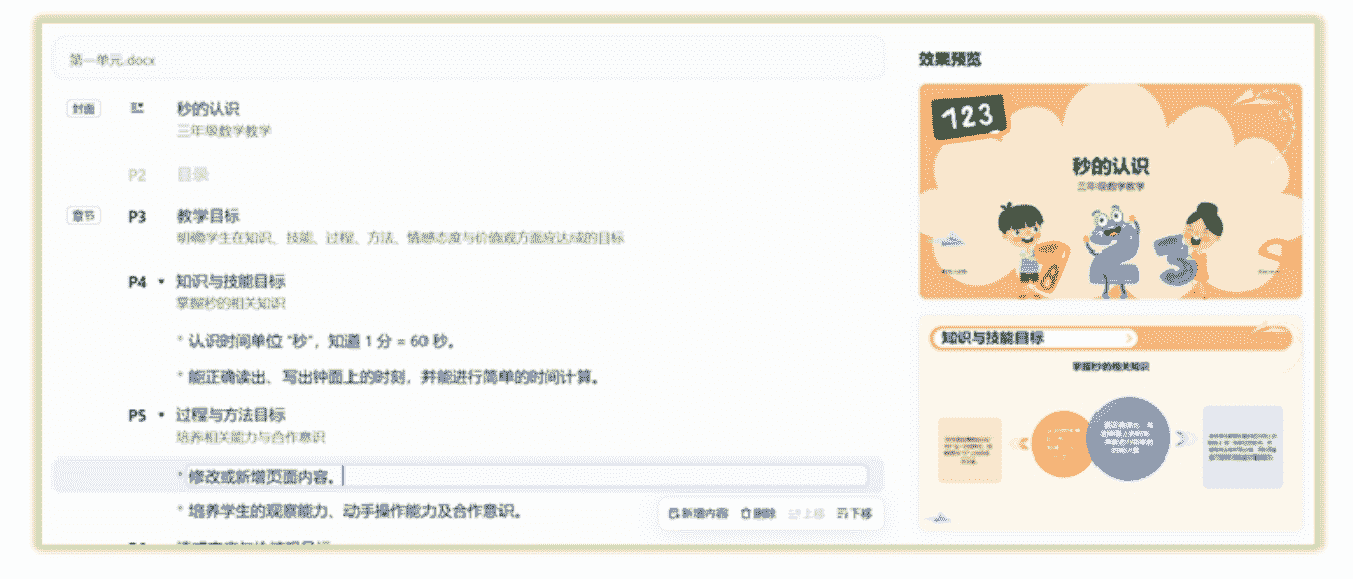 第一单元.docx
封面
秒的认识
三年级数学教学
P2 目录
章节 P3 教学目标
明确学生在知识、技能、过程、方法、情感态度与价值观方面应达成的目标
P4 知识与技能目标
掌握秒的相关知识
认识时间单位“秒”，知道 1 分 = 60 秒。
能正确读出、写出钟面上的时刻，并能进行简单的时间计算。
P5 过程与方法目标
培养相关能力与合作意识
修改或新增页面内容。
培养学生的观察能力、动手操作能力及合作意识。
新增内容 删除 上移 下移
效果预览
123
秒的认识
三年级数学教学
1 2 3
知识与技能目标
掌握秒的相关知识